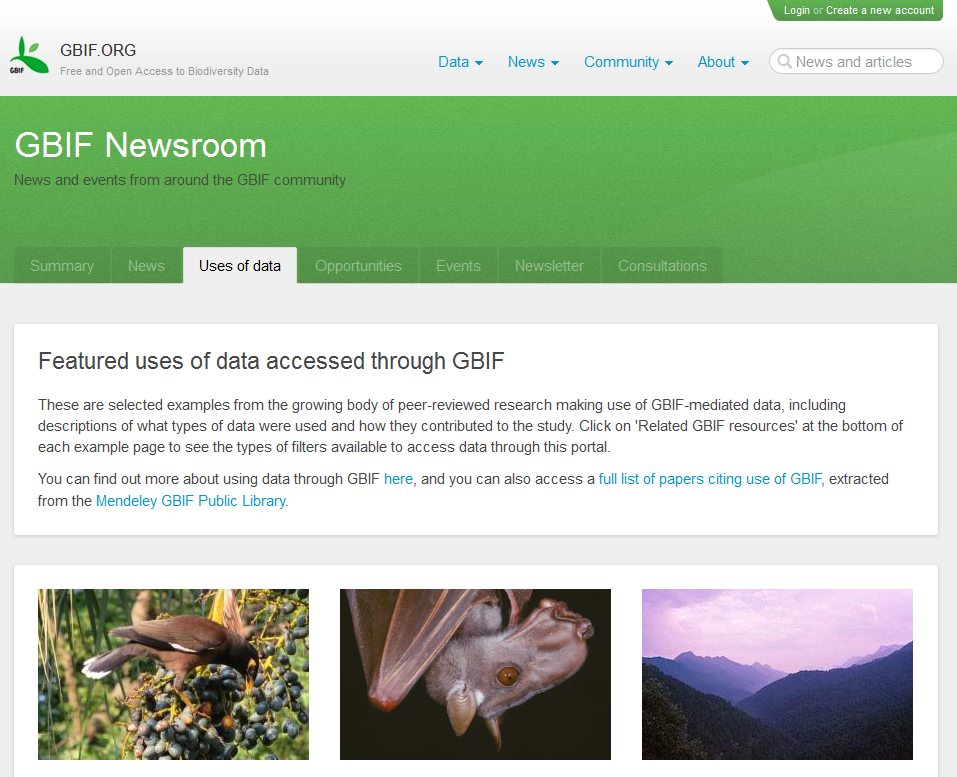 Login or Create a new account
GBIF
GBIF.ORG
Free and Open Access to Biodiversity Data
Data News Community About News and articles
GBIF Newsroom
News and events from around the GBIF community
Summary News Uses of data Opportunities Events Newsletter Consultations
Featured uses of data accessed through GBIF
These are selected examples from the growing body of peer-reviewed research making use of GBIF-mediated data, including
descriptions of what types of data were used and how they contributed to the study. Click on 'Related GBIF resources' at the bottom of
each example page to see the types of filters available to access data through this portal.
You can find out more about using data through GBIF here, and you can also access a full list of papers citing use of GBIF, extracted
from the Mendeley GBIF Public Library.